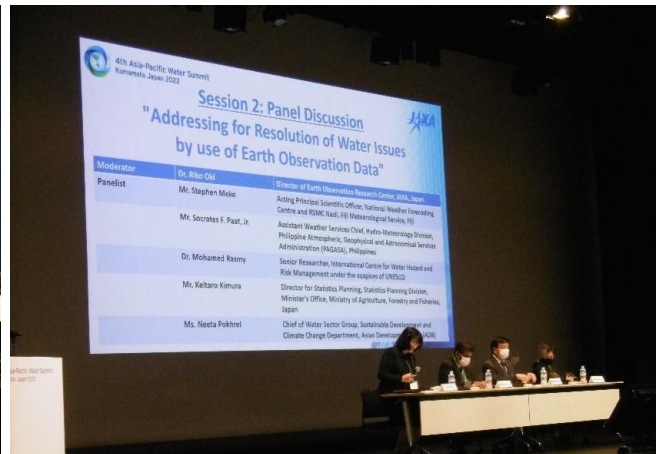 4th Asia-Pacific Water Summit
Kumamoto Japan 2022
JAXA
Session 2: Panel Discussion
"Addressing for Resolution of Water Issues
by use of Earth Observation Data"
Moderator Dr. Riko Oki Director of Earth Observation Research Center, JAXA, Japan
Panelist Mr. Stephen Meke Acting Principal Scientific Officer, National Weather Forecasting
Centre and RSMC Nadi, Fiji Meteorological Service, Fiji
Mr. Socrates F. Paat, Jr. Assistant Weather Services Chief, Hydro-Meteorology Division,
Philippine Atmospheric, Geophysical and Astronomical Services
Administration (PAGASA), Philippines
Dr. Mohamed Rasmy Senior Researcher, International Centre for Water Hazard and
Risk Management under the auspices of UNESCO
Mr. Keitaro Kimura Director for Statistics Planning, Statistics Planning Division,
Minister's Office, Ministry of Agriculture, Forestry and Fisheries,
Japan
Ms. Neeta Pokhrel Chief of Water Sector Group, Sustainable Development and
Climate Change Department, Asian (ADB)
Water Summit
Japan 2022